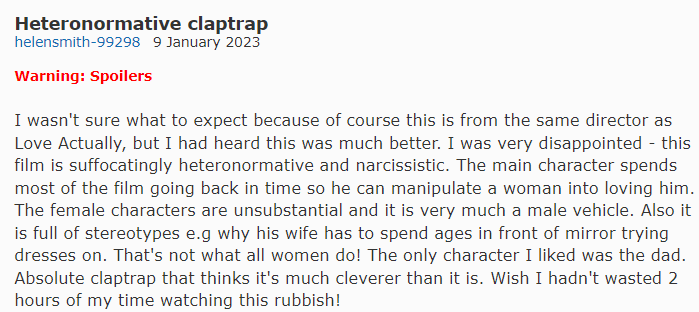 Heteronormative claptrap
helensmith-99298 9 January 2023
Warning: Spoilers
I wasn't sure what to expect because of course this is from the same director as
Love Actually, but I had heard this was much better. I was very disappointed - this
film is suffocatingly heteronormative and narcissistic. The main character spends
most of the film going back in time so he can manipulate a woman into loving him.
The female characters are unsubstantial and it is very much a male vehicle. Also it
is full of stereotypes e.g why his wife has to spend ages in front of mirror trying
dresses on. That's not what all women do! The only character I liked was the dad.
Absolute claptrap that thinks it's much cleverer than it is. Wish I hadn't wasted 2
hours of my time watching this rubbish!